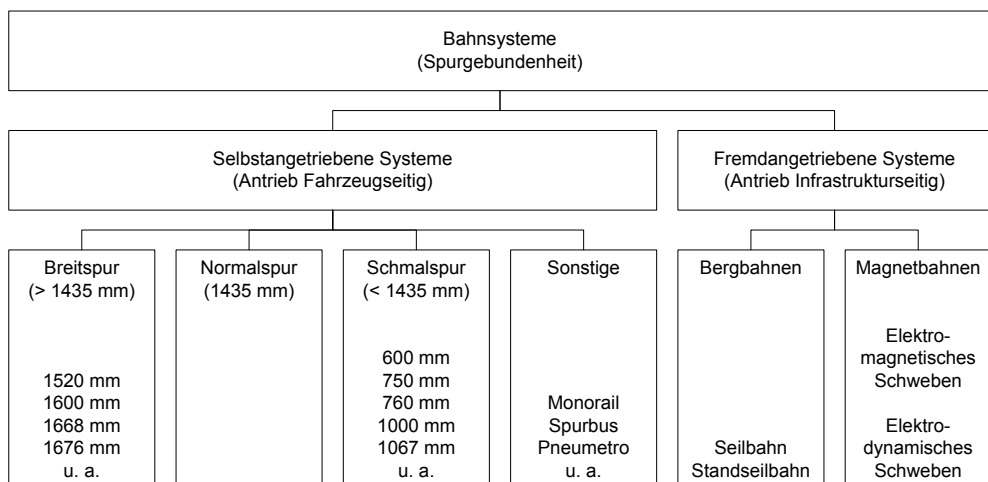 Bahnsysteme
(Spurgebundenheit)
Selbstangetriebene Systeme
(Antrieb Fahrzeugseitig)
Fremdangetriebene Systeme
(Antrieb Infrastrukturseitig)
Breitspur
(> 1435 mm)
1520 mm
1600 mm
1668 mm
1676 mm
u. a.
Normalspur
(1435 mm)
Schmalspur
(< 1435 mm)
600 mm
750 mm
760 mm
1000 mm
1067 mm
u. a.
Sonstige
Monorail
Spurbus
Pneumetro
u. a.
Bergbahnen
Seilbahn
Standseilbahn
Magnetbahnen
Elektro-
magnetisches
Schweben
Elektro-
dynamisches
Schweben